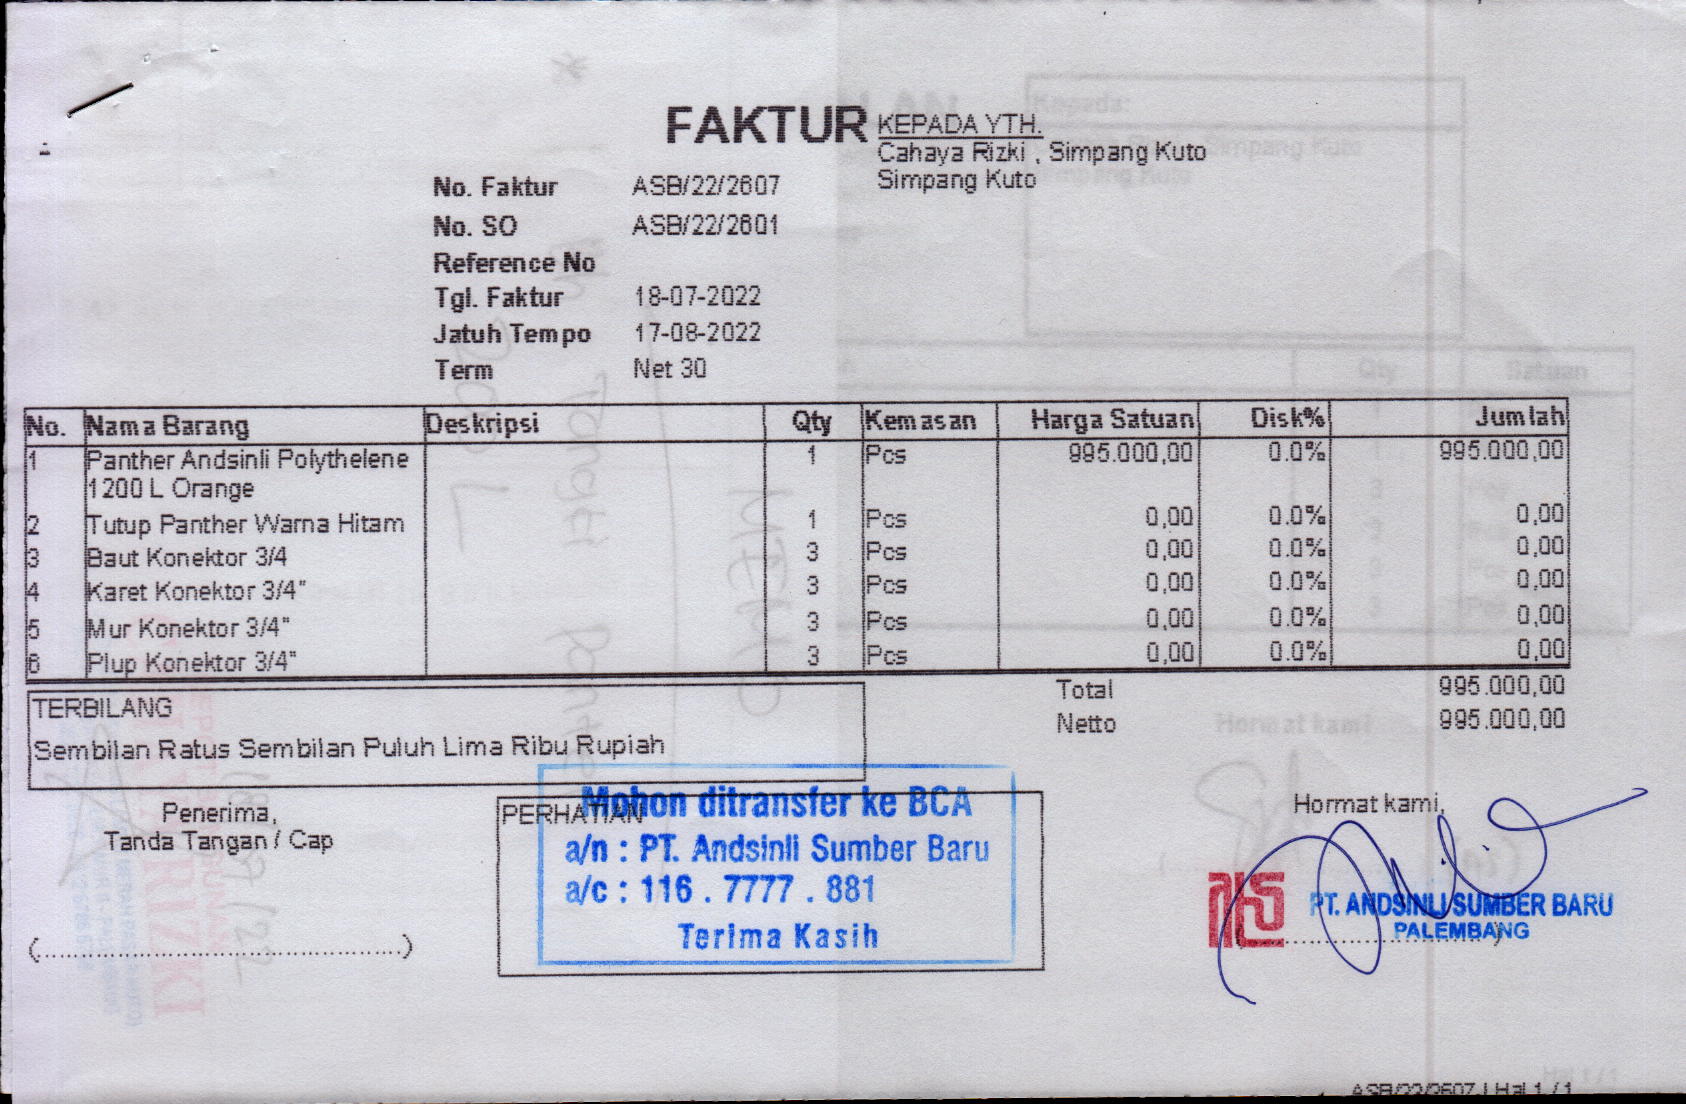 FAKTUR
KEPADA YTH.
Cahaya Rizki , Simpang Kuto
Simpang Kuto
No. Faktur ASB/22/2607
No. SO ASB/22/2601
Reference No
Tgl. Faktur 18-07-2022
Jatuh Tempo 17-08-2022
Term Net 30
No. Nama Barang Deskripsi Qty Kemasan Harga Satuan Disk% Jumlah
1 Panther Andsinli Polythelene 1 Pcs 995.000,00 0.0% 995.000,00
1200 L Orange
2 Tutup Panther Warna Hitam 1 Pcs 0,00 0.0% 0,00
3 Baut Konektor 3/4 3 Pcs 0,00 0.0% 0,00
4 Karet Konektor 3/4" 3 Pcs 0,00 0.0% 0,00
5 Mur Konektor 3/4" 3 Pcs 0,00 0.0% 0,00
6 Plup Konektor 3/4" 3 Pcs 0,00 0.0% 0,00
Total 995.000,00
Netto 995.000,00
TERBILANG
Sembilan Ratus Sembilan Puluh Lima Ribu Rupiah
Penerima,
Tanda Tangan / Cap
(....................................................)
PERHATIAN
Mohon ditransfer ke BCA
a/n : PT. Andsinli Sumber Baru
a/c : 116 . 7777 . 881
Terima Kasih
Hormat kami,
PT. ANDSINLI SUMBER BARU
PALEMBANG
ASB/22/2607 | Hal 1 / 1